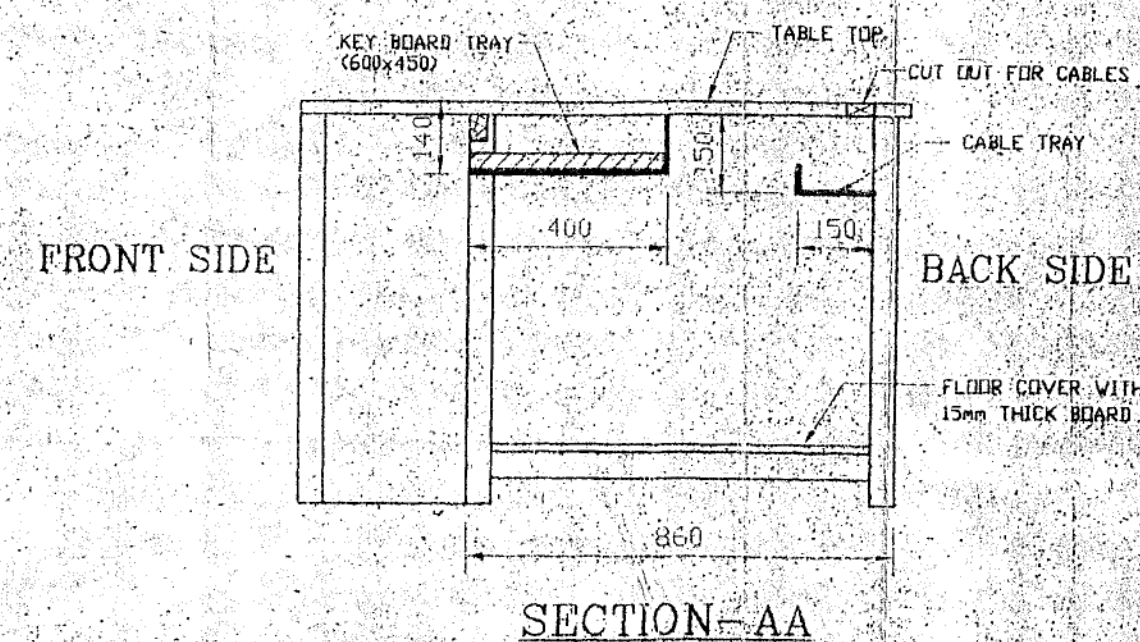 KEY BOARD TRAY
(600x450)
TABLE TOP
CUT OUT FOR CABLES
140
150
CABLE TRAY
400
150
FRONT SIDE
BACK SIDE
FLOOR COVER WITH
15mm THICK BOARD
860
SECTION-AA